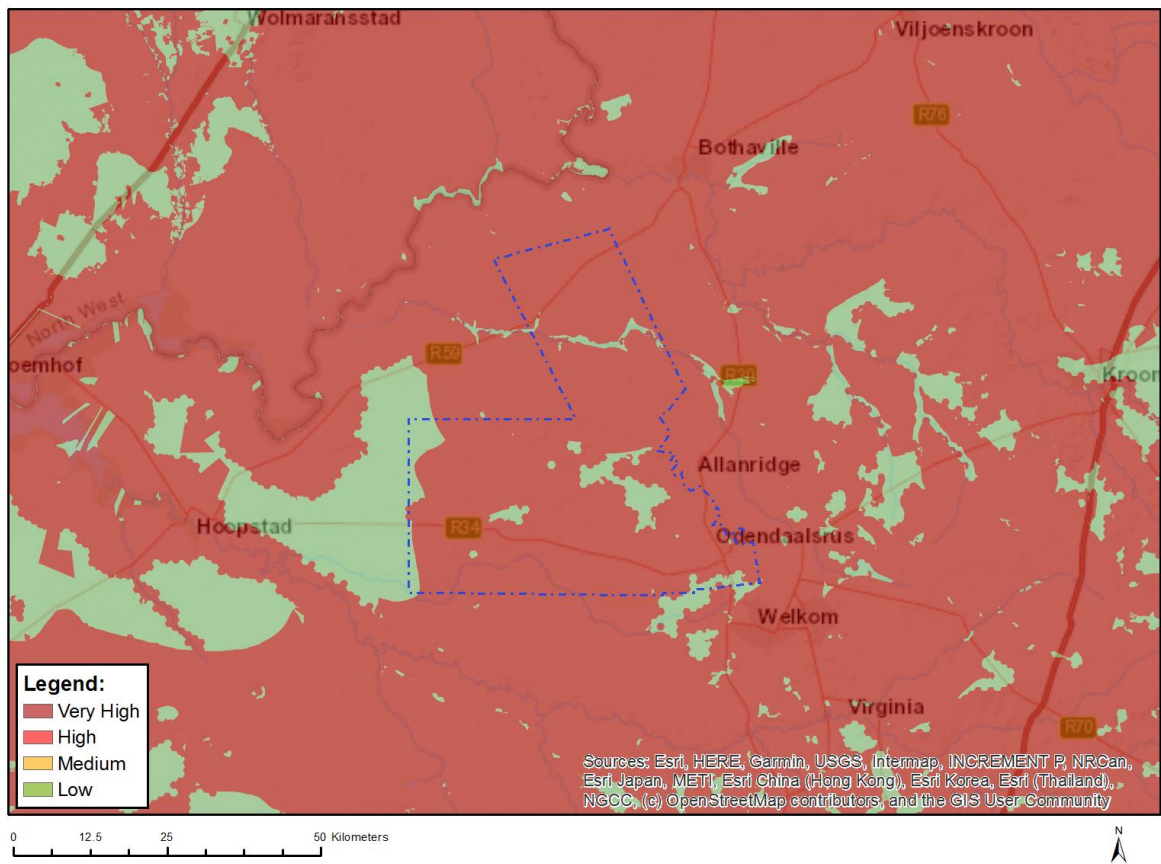 Wolmaransstad
Viljoenskroon
R76
Bothaville
North West
oemhof
R59
R30
Kroon
Allanridge
Hoopstad
R34
Odendaalsrus
Welkom
Virginia
R70
Legend:
Very High
High
Medium
Low
Sources: Esri, HERE, Garmin, USGS, Intermap, INCREMENT P, NRCan,
Esri Japan, METI, Esri China (Hong Kong), Esri Korea, Esri (Thailand),
NGCC, (c) OpenStreetMap contributors, and the GIS User Community
0 12.5 25 50 Kilometers
N